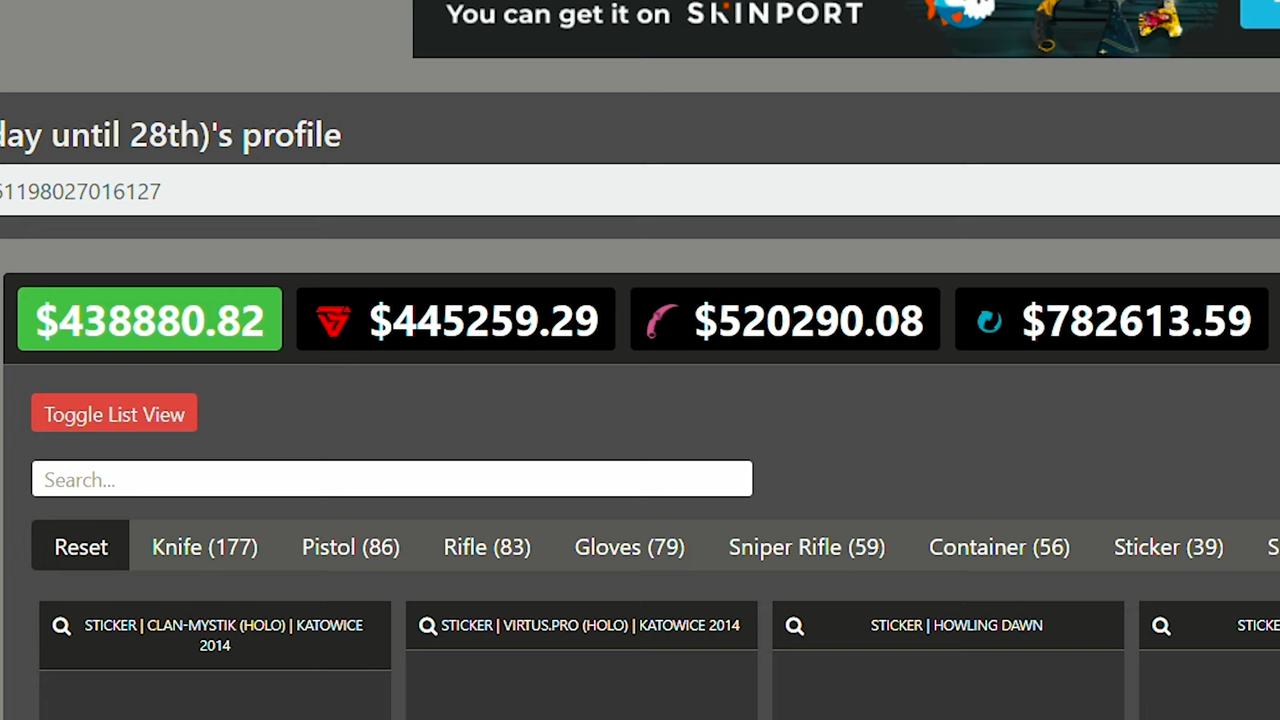 You can get it on SKINPORT
day until 28th)'s profile
61198027016127
$438880.82 $445259.29 $520290.08 $782613.59
Toggle List View
Search...
Reset Knife (177) Pistol (86) Rifle (83) Gloves (79) Sniper Rifle (59) Container (56) Sticker (39) S
STICKER | CLAN-MYSTIK (HOLO) | KATOWICE 2014
STICKER | VIRTUS.PRO (HOLO) | KATOWICE 2014
STICKER | HOWLING DAWN
STICKE